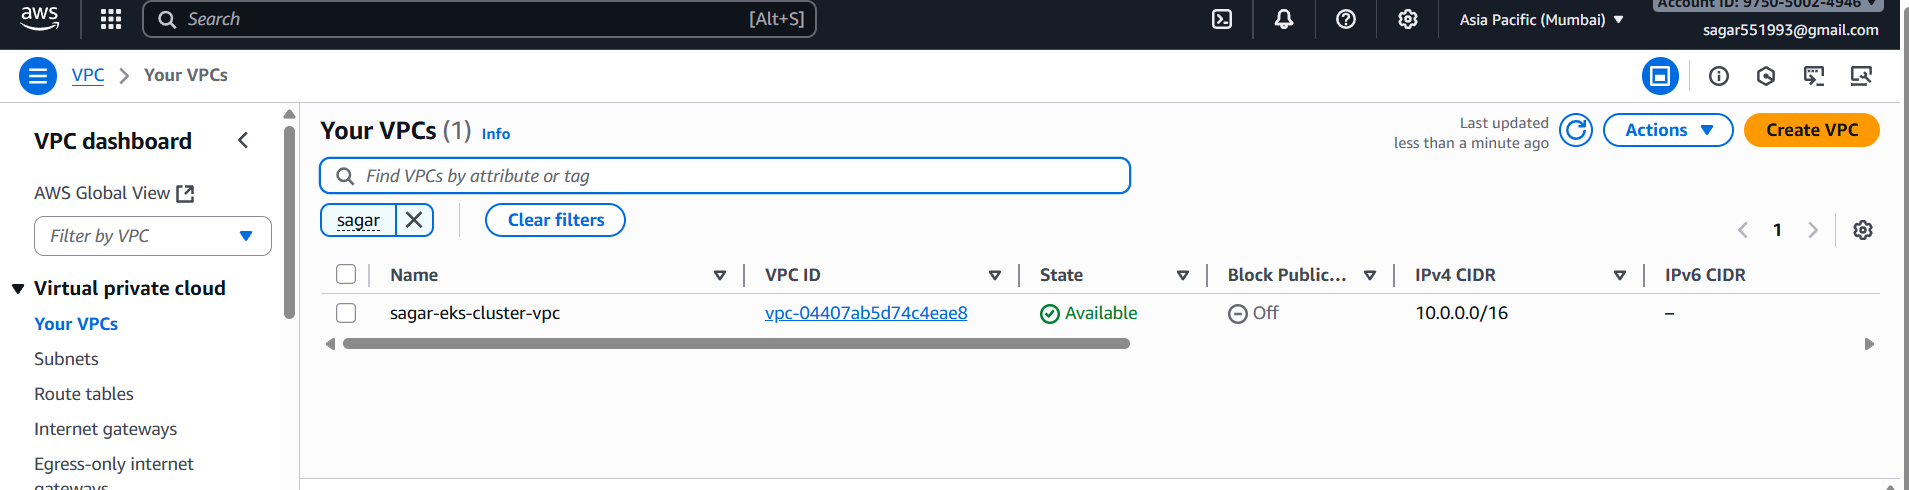 aws
Search [Alt+S]
Asia Pacific (Mumbai)
Account ID: 9750-5002-4946
sagar551993@gmail.com
VPC > Your VPCs
VPC dashboard
AWS Global View
Filter by VPC
Virtual private cloud
Your VPCs
Subnets
Route tables
Internet gateways
Egress-only internet
gateways
Your VPCs (1) Info
Last updated
less than a minute ago
Actions
Create VPC
Find VPCs by attribute or tag
sagar
Clear filters
1
Name VPC ID State Block Public... IPv4 CIDR IPv6 CIDR
sagar-eks-cluster-vpc vpc-04407ab5d74c4eae8 Available Off 10.0.0.0/16 –